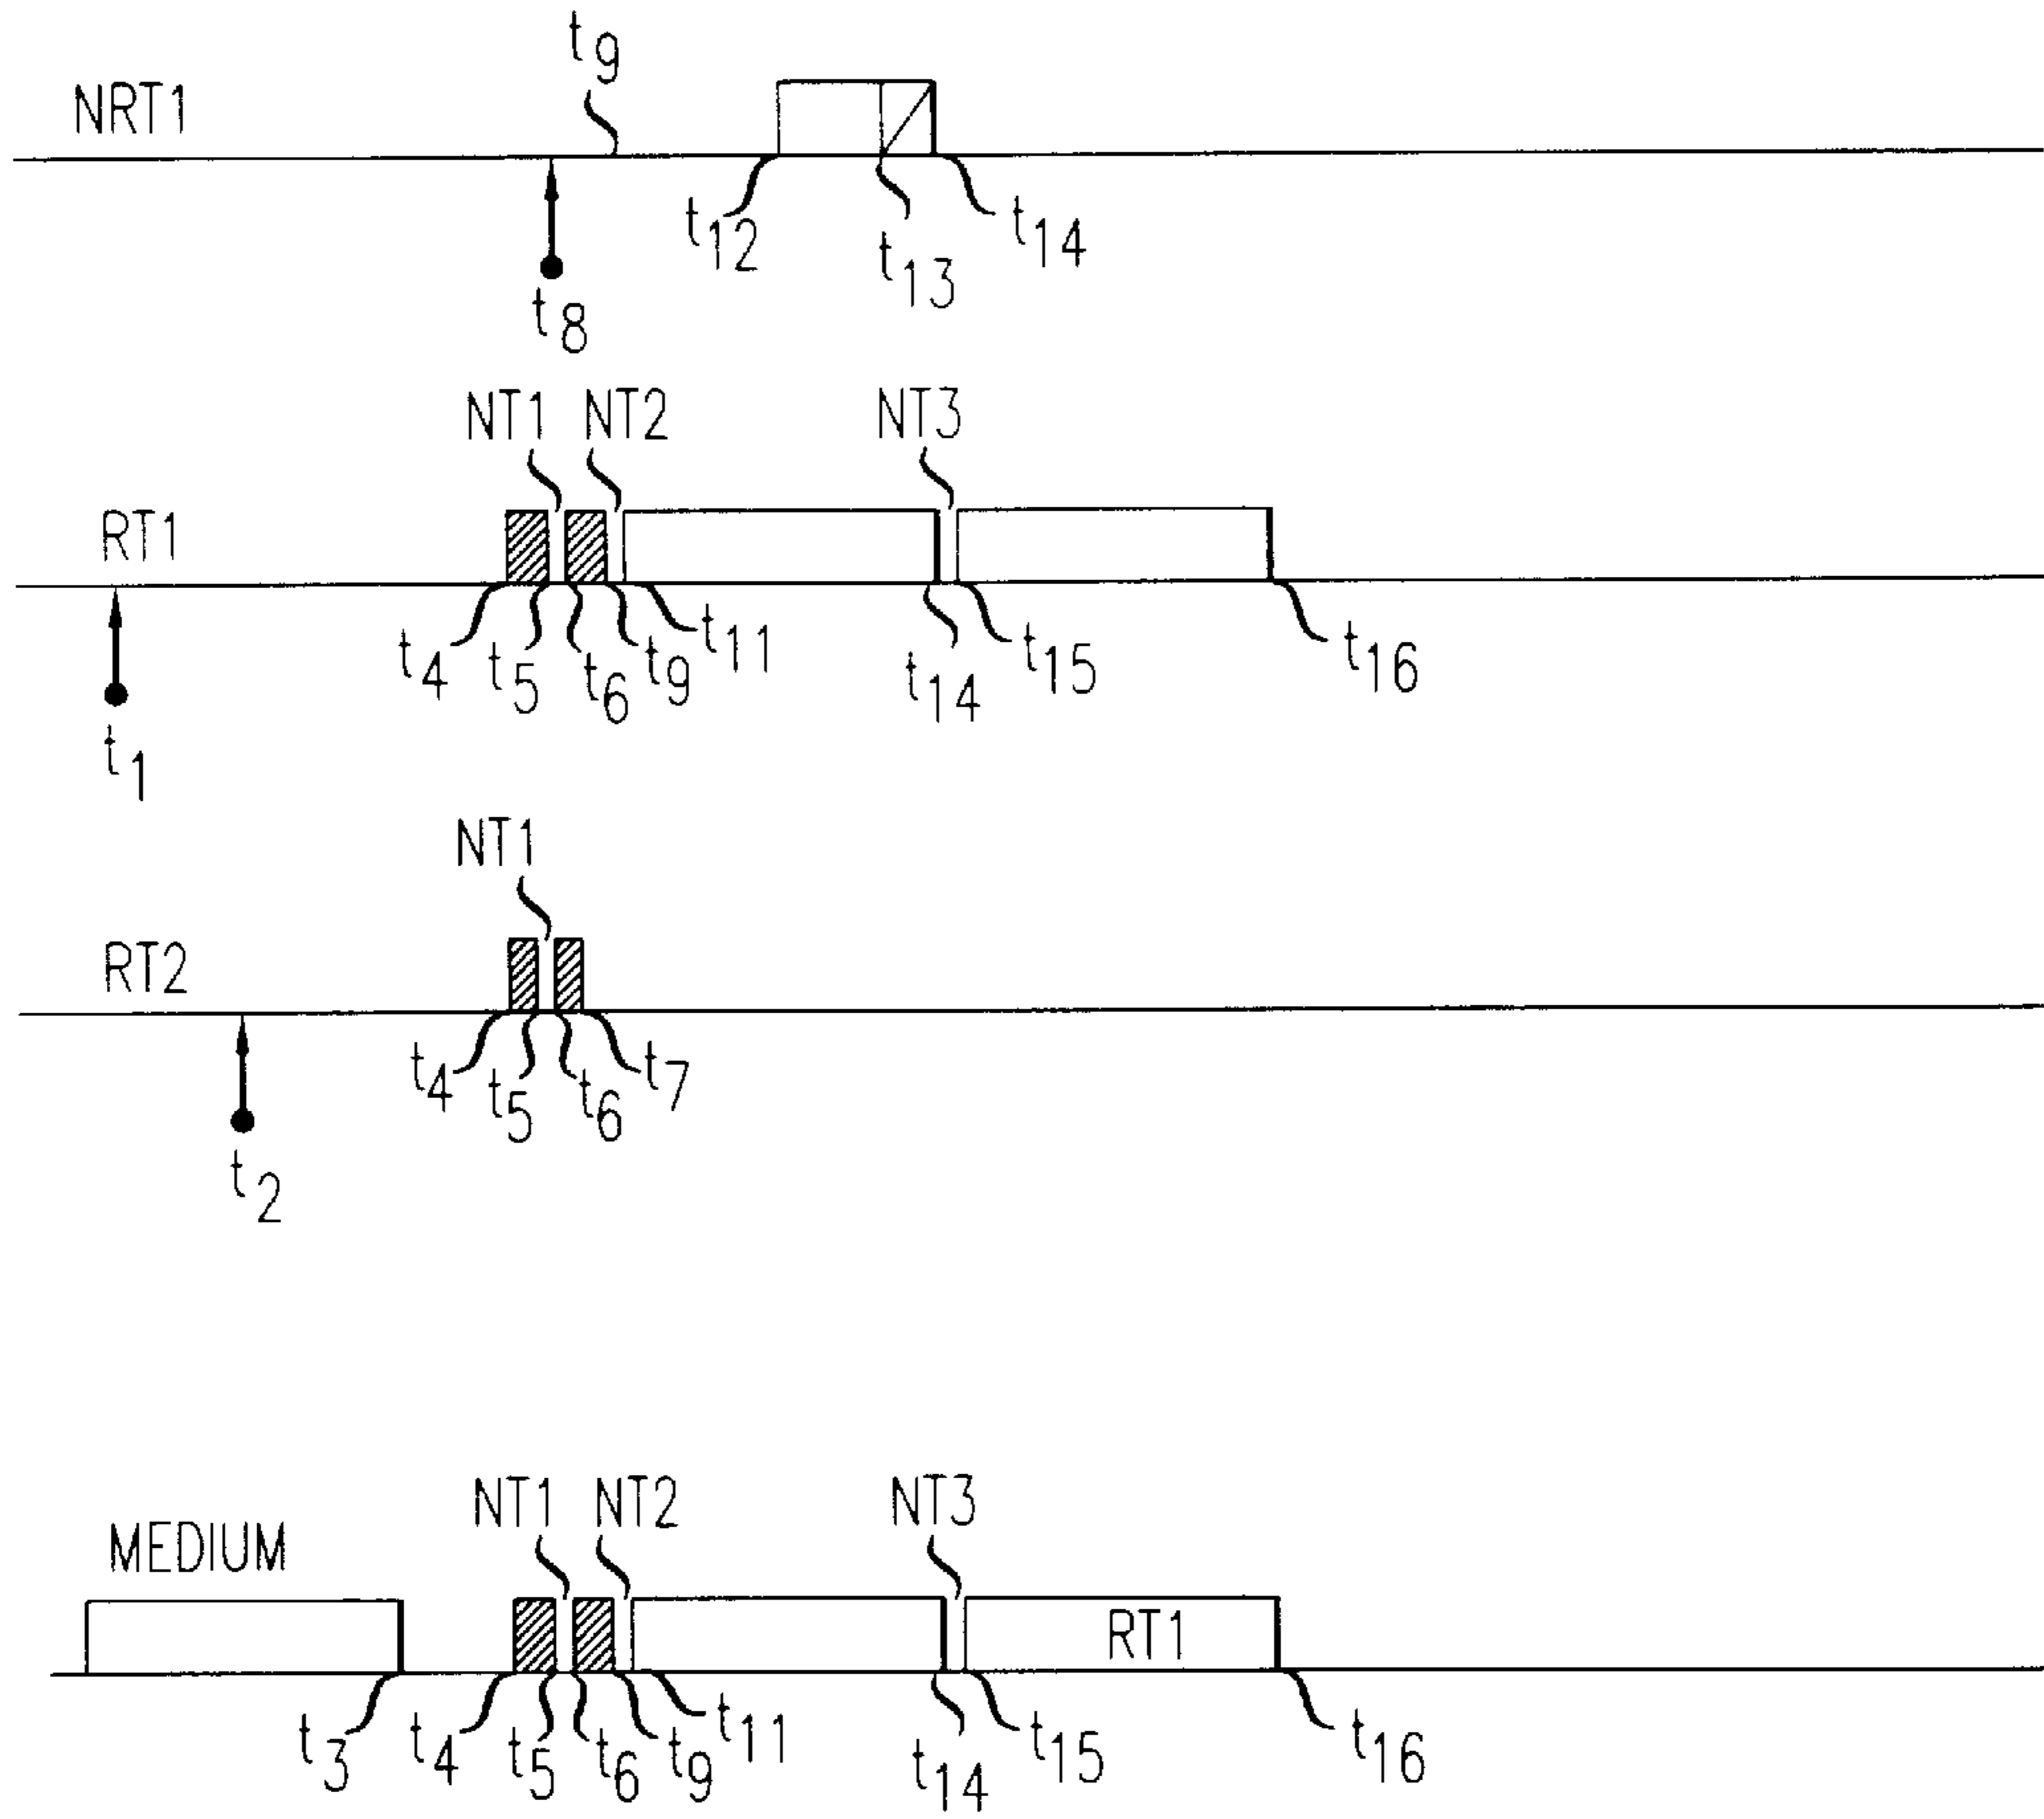 t9
NRT1
t12 t13 t14
t8
NT1 NT2 NT3
RT1
t4 t5 t6 t9 t11 t14 t15 t16
t1
NT1
RT2
t4 t5 t6 t7
t2
NT1 NT2 NT3
MEDIUM
RT1
t3 t4 t5 t6 t9 t11 t14 t15 t16